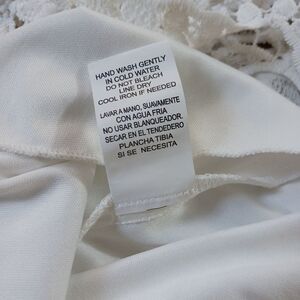 HAND WASH GENTLY
IN COLD WATER
DO NOT BLEACH
LINE DRY
COOL IRON IF NEEDED
LAVAR A MANO, SUAVAMENTE
CON AGUA FRIA
NO USAR BLANQUEADOR.
SECAR EN EL TENDEDERO
PLANCHA TIBIA
SI SE NECESITA